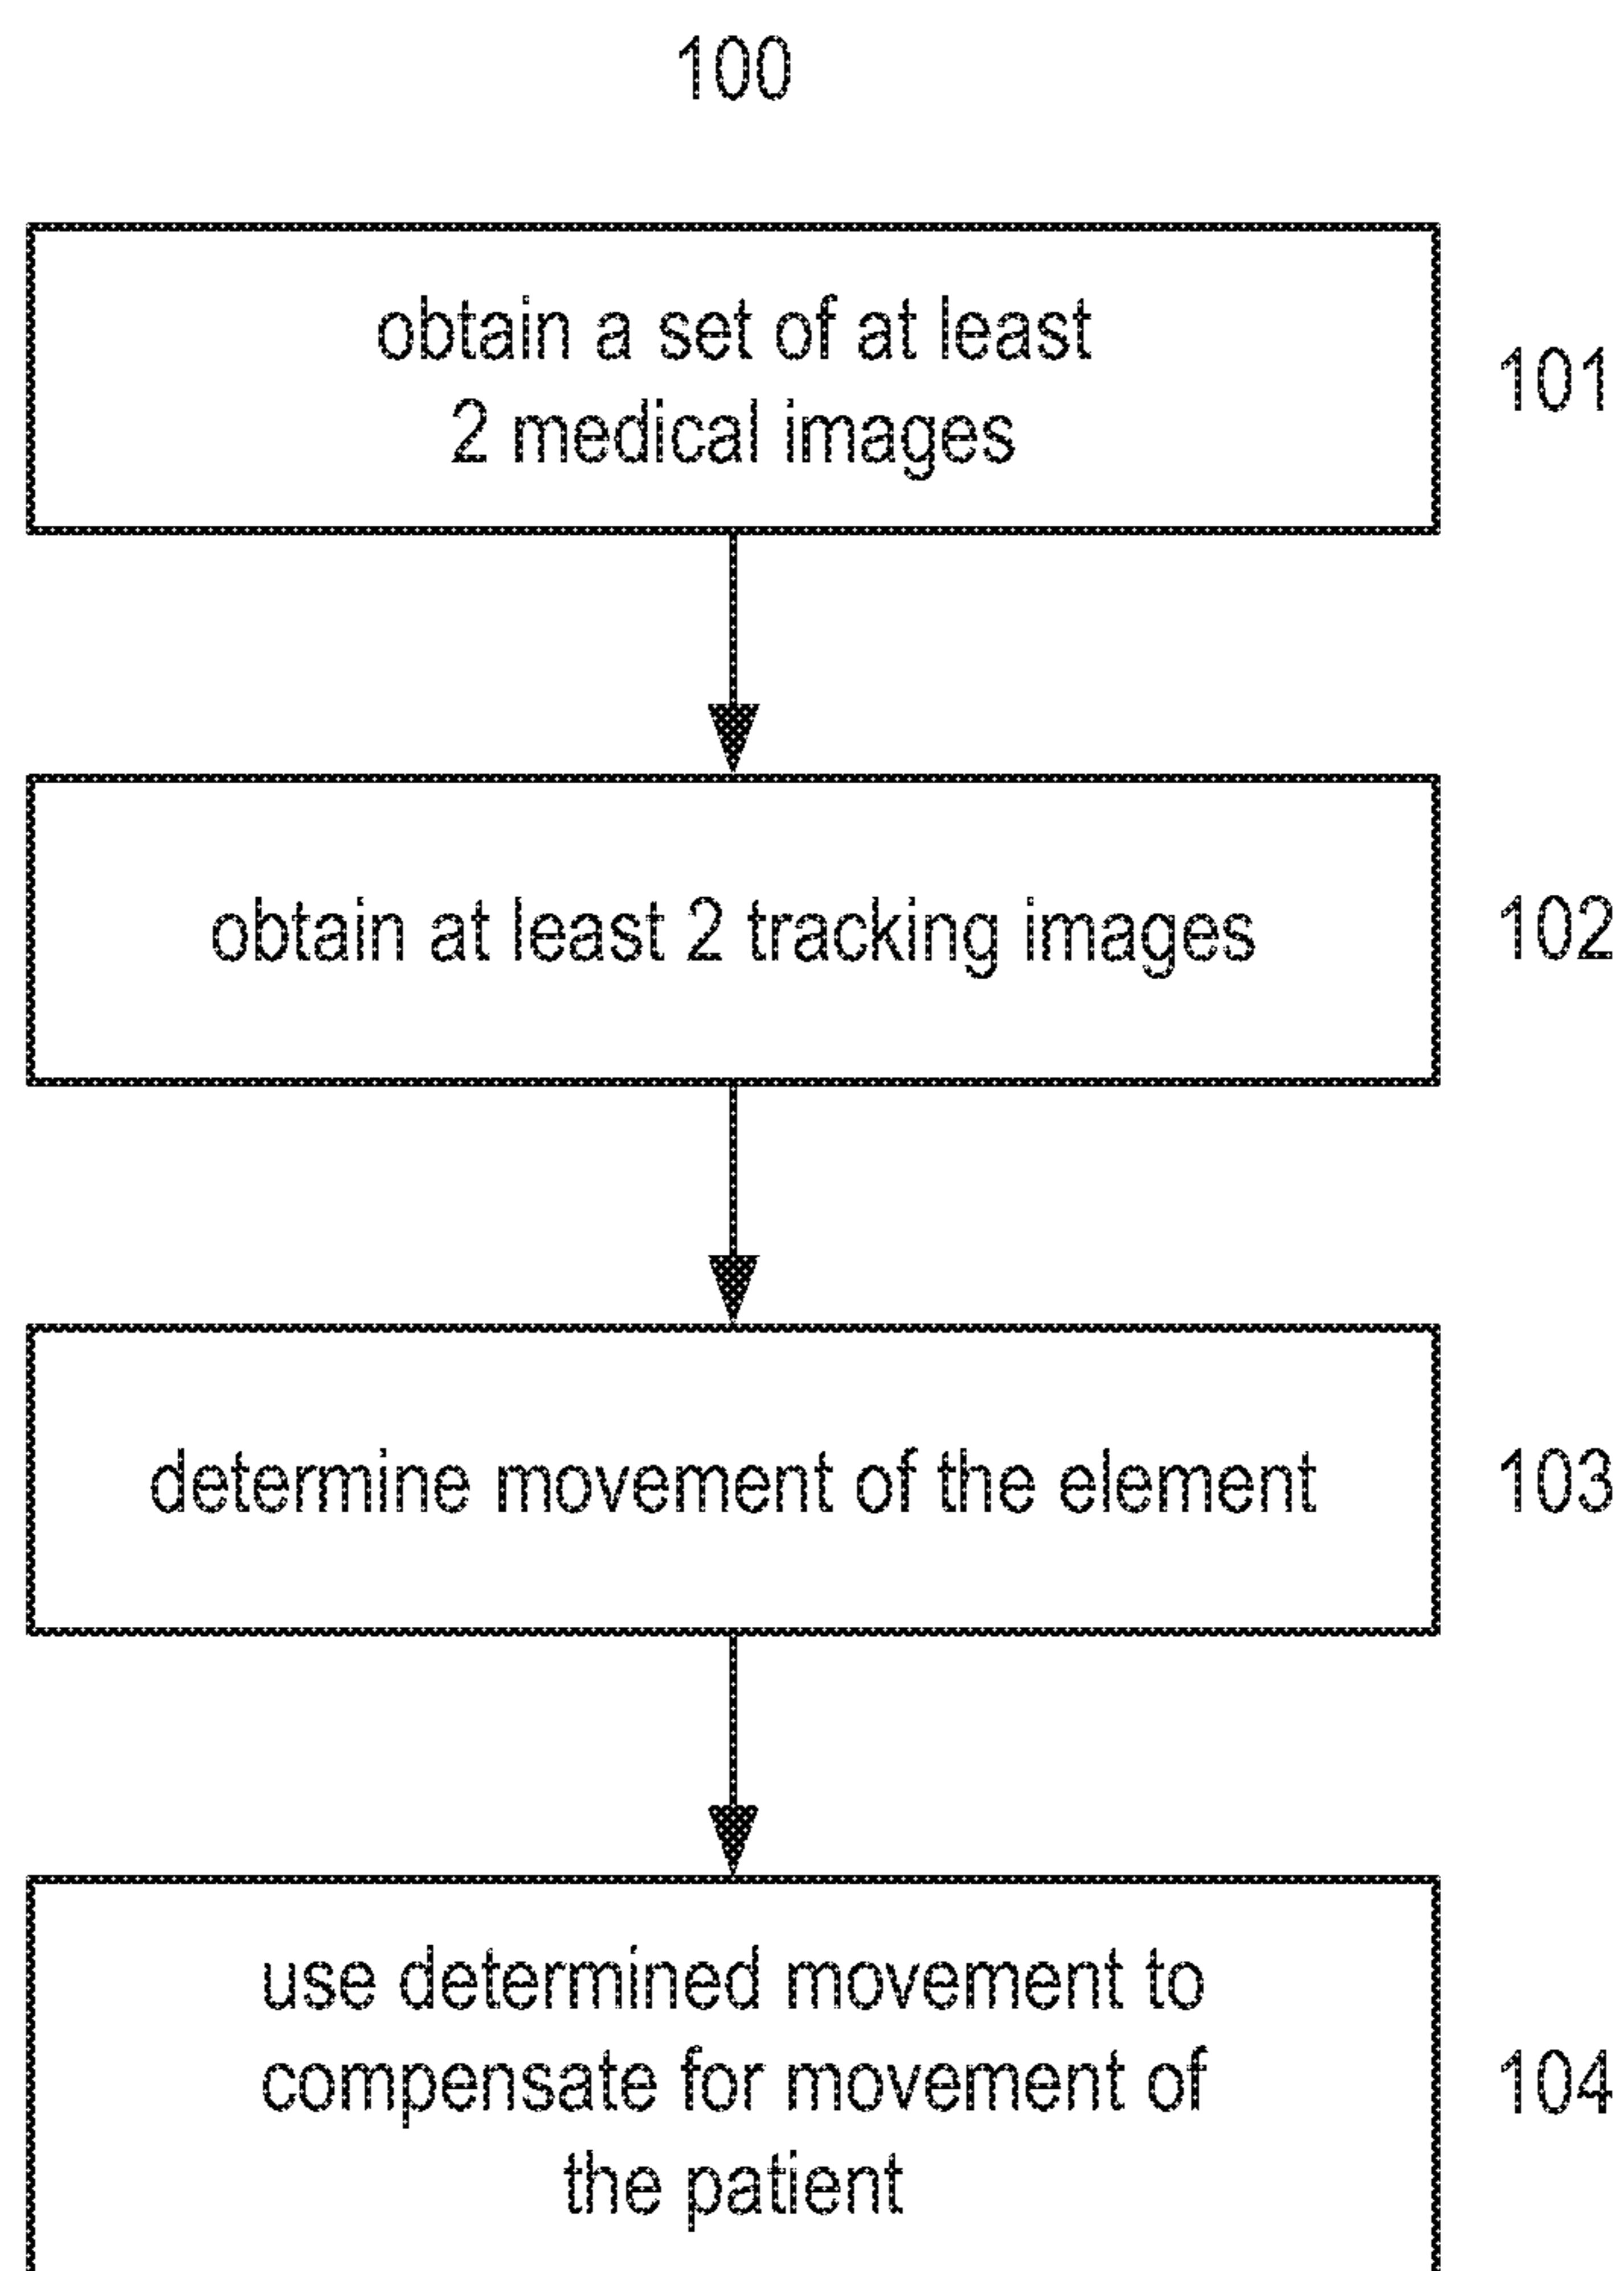 100
obtain a set of at least
2 medical images
101
obtain at least 2 tracking images
102
determine movement of the element
103
use determined movement to
compensate for movement of
the patient
104